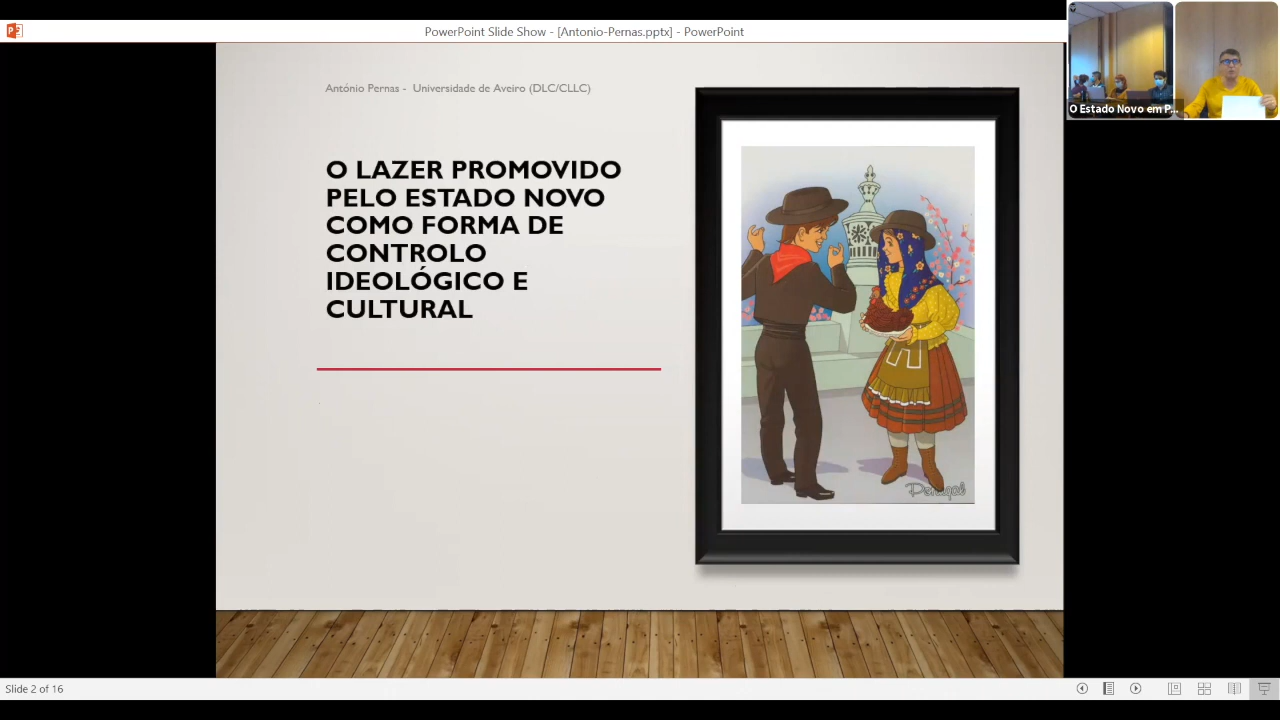 PowerPoint Slide Show - [Antonio-Pernas.pptx] - PowerPoint
O Estado Novo em P...
António Pernas - Universidade de Aveiro (DLC/CLLC)
O LAZER PROMOVIDO
PELO ESTADO NOVO
COMO FORMA DE
CONTROLO
IDEOLÓGICO E
CULTURAL
Portugal
Slide 2 of 16